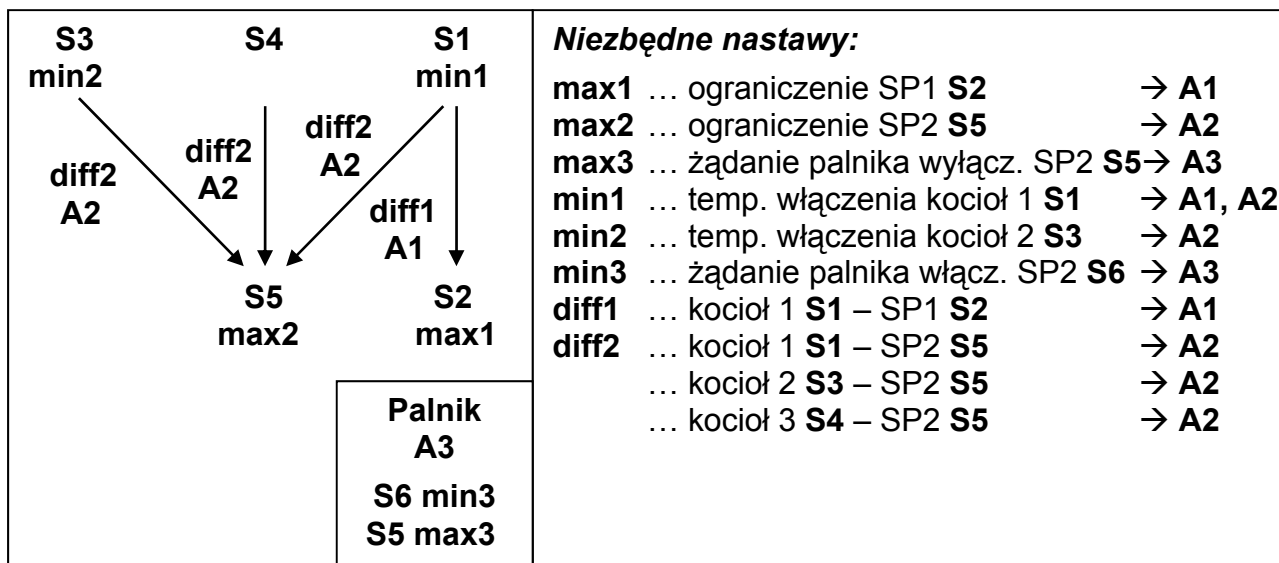 S3 S4 S1
min2 min1
diff2
A2
diff2
A2
diff2
A2
diff1
A1
S5 S2
max2 max1
Palnik
A3
S6 min3
S5 max3
Niezbędne nastawy:
max1 … ograniczenie SP1 S2 → A1
max2 … ograniczenie SP2 S5 → A2
max3 … żądanie palnika wyłącz. SP2 S5→ A3
min1 … temp. włączenia kocioł 1 S1 → A1, A2
min2 … temp. włączenia kocioł 2 S3 → A2
min3 … żądanie palnika włącz. SP2 S6 → A3
diff1 … kocioł 1 S1 – SP1 S2 → A1
diff2 … kocioł 1 S1 – SP2 S5 → A2
… kocioł 2 S3 – SP2 S5 → A2
… kocioł 3 S4 – SP2 S5 → A2